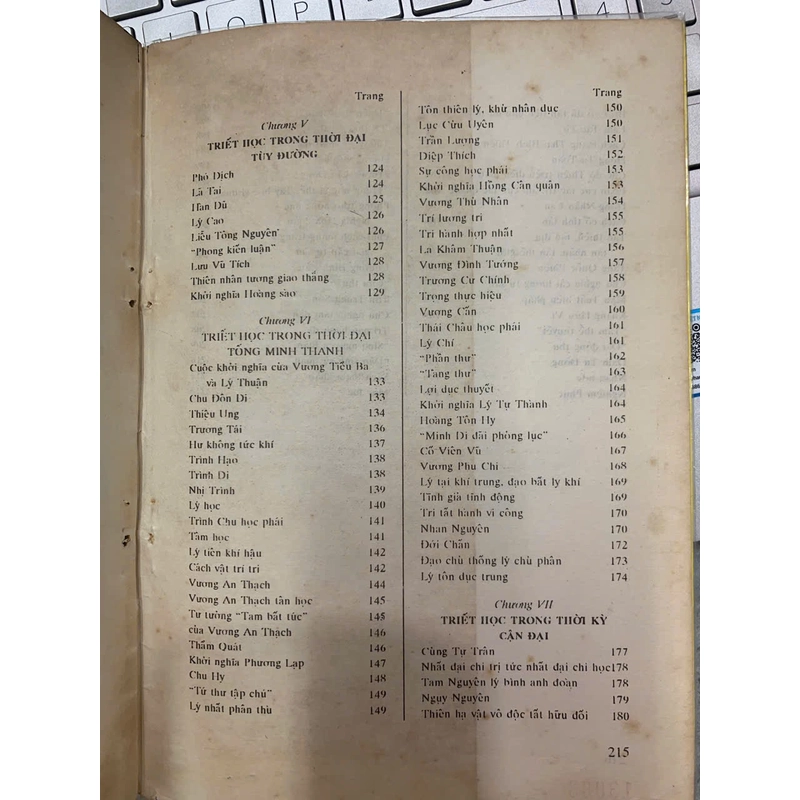 Trang
Chương V
TRIẾT HỌC TRONG THỜI ĐẠI
TÙY ĐƯỜNG
Phó Dịch 124
Lã Tài 124
Hàn Dũ 125
Lý Cao 126
Liễu Tông Nguyên 126
"Phong kiến luận" 127
Lưu Vũ Tích 128
Thiên nhân tương giao thắng 128
Khởi nghĩa Hoàng sào 129
Chương VI
TRIẾT HỌC TRONG THỜI ĐẠI
TỐNG MINH THANH
Cuộc khởi nghĩa của Vương Tiểu Ba
và Lý Thuận 133
Chu Đôn Di 133
Thiệu Ung 134
Trương Tải 136
Hư không tức khí 137
Trình Hạo 138
Trình Di 138
Nhị Trình 139
Lý học 140
Trình Chu học phái 141
Tâm học 141
Lý tiên khí hậu 142
Cách vật trí tri 142
Vương An Thạch 144
Vương An Thạch tân học 145
Tư tưởng "Tam bất túc" 145
của Vương An Thạch 146
Thẩm Quát 146
Khởi nghĩa Phương Lạp 147
Chu Hy 148
"Tứ thư tập chú" 149
Lý nhất phân thù 149
Trang
Tồn thiên lý, khử nhân dục 150
Lục Cửu Uyên 150
Trần Lượng 151
Diệp Thích 152
Sự công học phái 153
Khởi nghĩa Hồng Cân quân 153
Vương Thủ Nhân 154
Trí lương tri 155
Tri hành hợp nhất 155
La Khâm Thuận 156
Vương Đình Tướng 157
Trương Cư Chính 158
Trọng thực hiệu 159
Vương Cấn 160
Thái Châu học phái 161
Lý Chí 161
"Phần thư" 162
"Tàng thư" 163
Lợi dục thuyết 164
Khởi nghĩa Lý Tự Thành 164
Hoàng Tôn Hy 165
"Minh Di đãi phỏng lục" 166
Cố Viêm Vũ 167
Vương Phu Chi 168
Lý tại khí trung, đạo bất ly khí 169
Tĩnh giả tĩnh động 169
Tri tất hành vi công 170
Nhan Nguyên 170
Đới Chấn 172
Đạo chủ thống lý chủ phân 173
Lý tồn dục trung 174
Chương VII
TRIẾT HỌC TRONG THỜI KỲ
CẬN ĐẠI
Cung Tự Trân 177
Nhất đại chi trị tức nhất đại chi học 178
Tam Nguyên lý bình anh đoàn 178
Ngụy Nguyên 179
Thiên hạ vật vô độc tất hữu đối 180
215